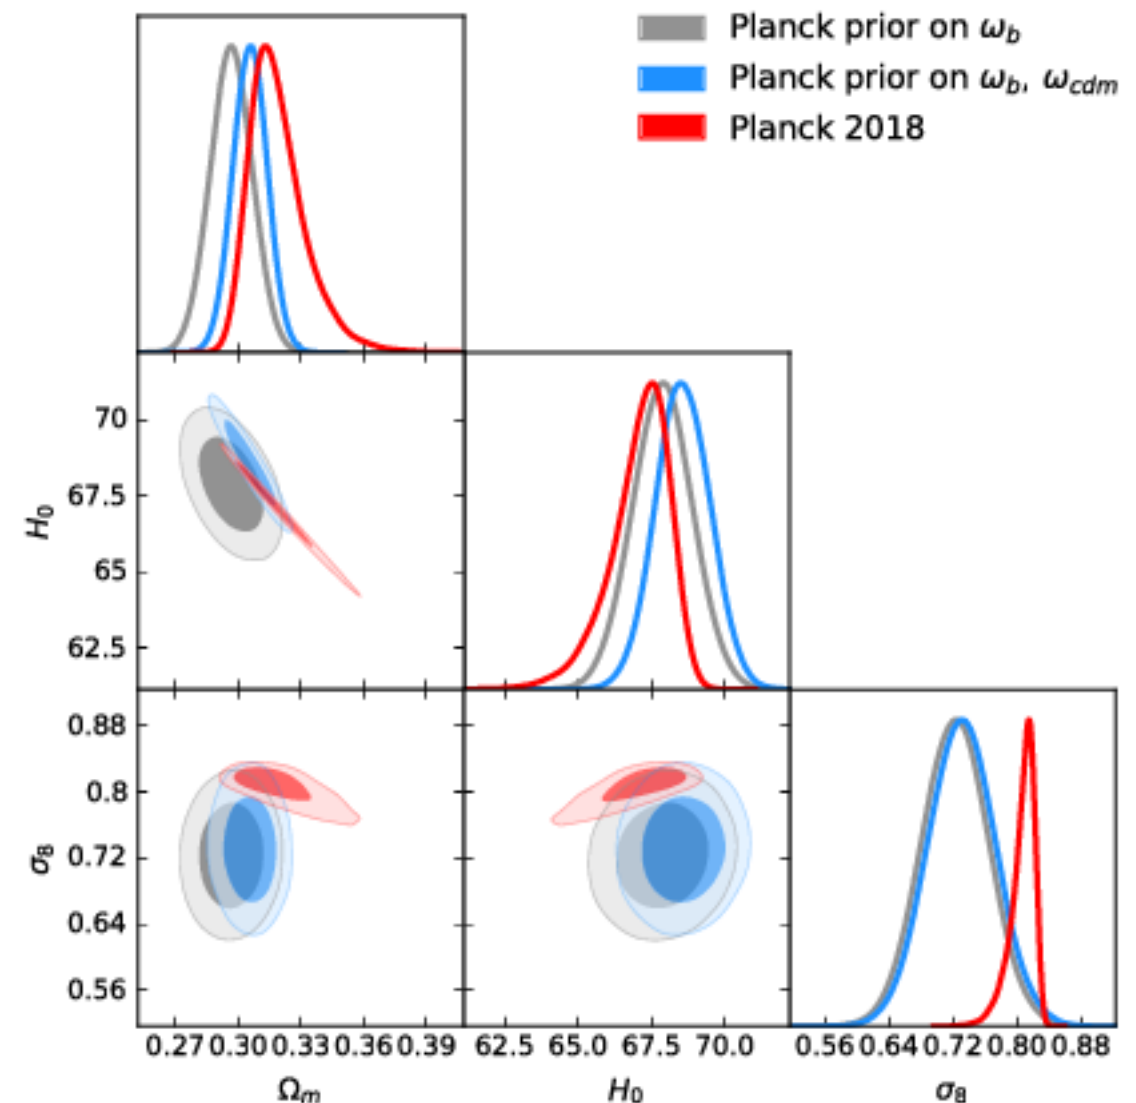 Planck prior on ω_b
Planck prior on ω_b, ω_cdm
Planck 2018
70
67.5
65
62.5
H_0
0.88
0.8
0.72
0.64
0.56
σ_8
0.27 0.30 0.33 0.36 0.39
62.5 65.0 67.5 70.0
0.56 0.64 0.72 0.80 0.88
Ω_m
H_0
σ_8